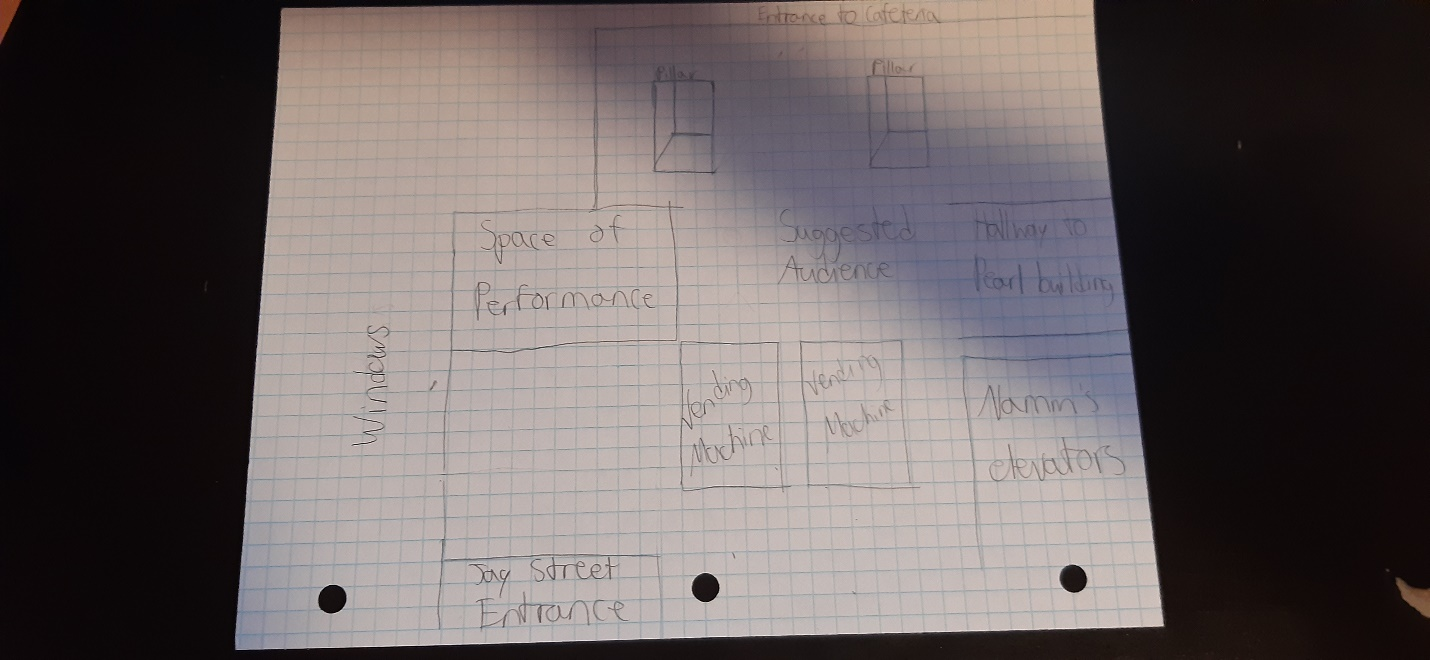 Entrance to Cafeteria
Pillar
Pillar
Space of
Performance
Suggested
Audience
Hallway to
Pearl building
Windows
Vending
Machine
Vending
Machine
Namm's
elevators
Jay Street
Entrance